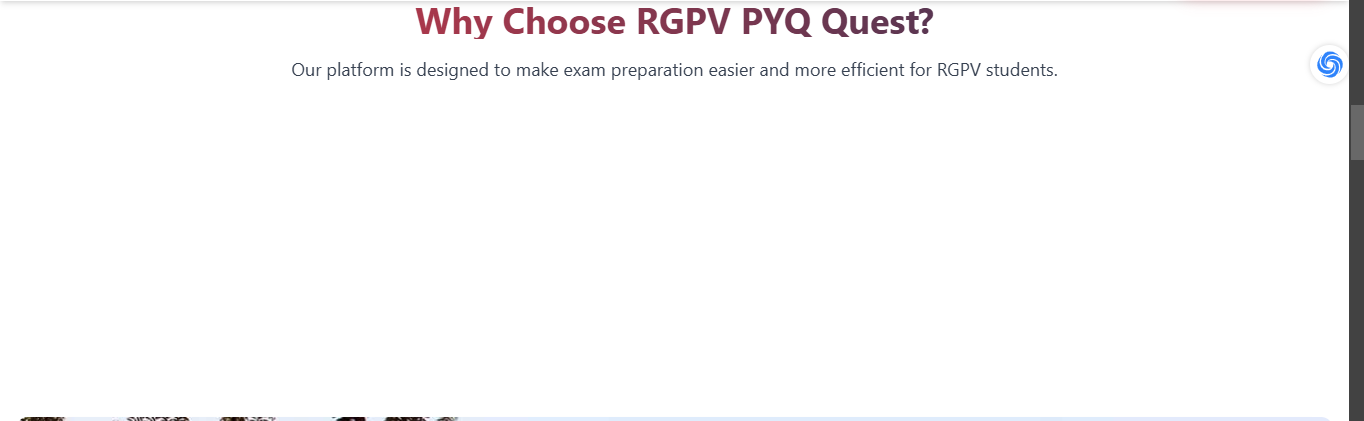 Why Choose RGPV PYQ Quest?
Our platform is designed to make exam preparation easier and more efficient for RGPV students.